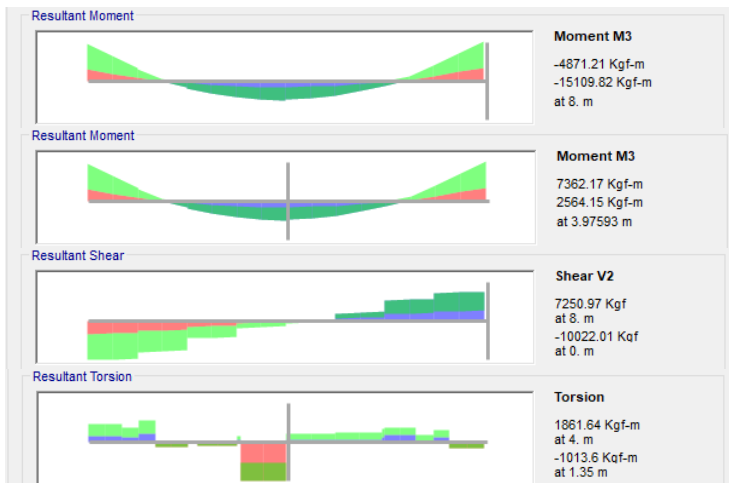 Resultant Moment
Moment M3
-4871.21 Kgf-m
-15109.82 Kgf-m
at 8. m
Resultant Moment
Moment M3
7362.17 Kgf-m
2564.15 Kgf-m
at 3.97593 m
Resultant Shear
Shear V2
7250.97 Kgf
at 8. m
-10022.01 Kgf
at 0. m
Resultant Torsion
Torsion
1861.64 Kgf-m
at 4. m
-1013.6 Kgf-m
at 1.35 m